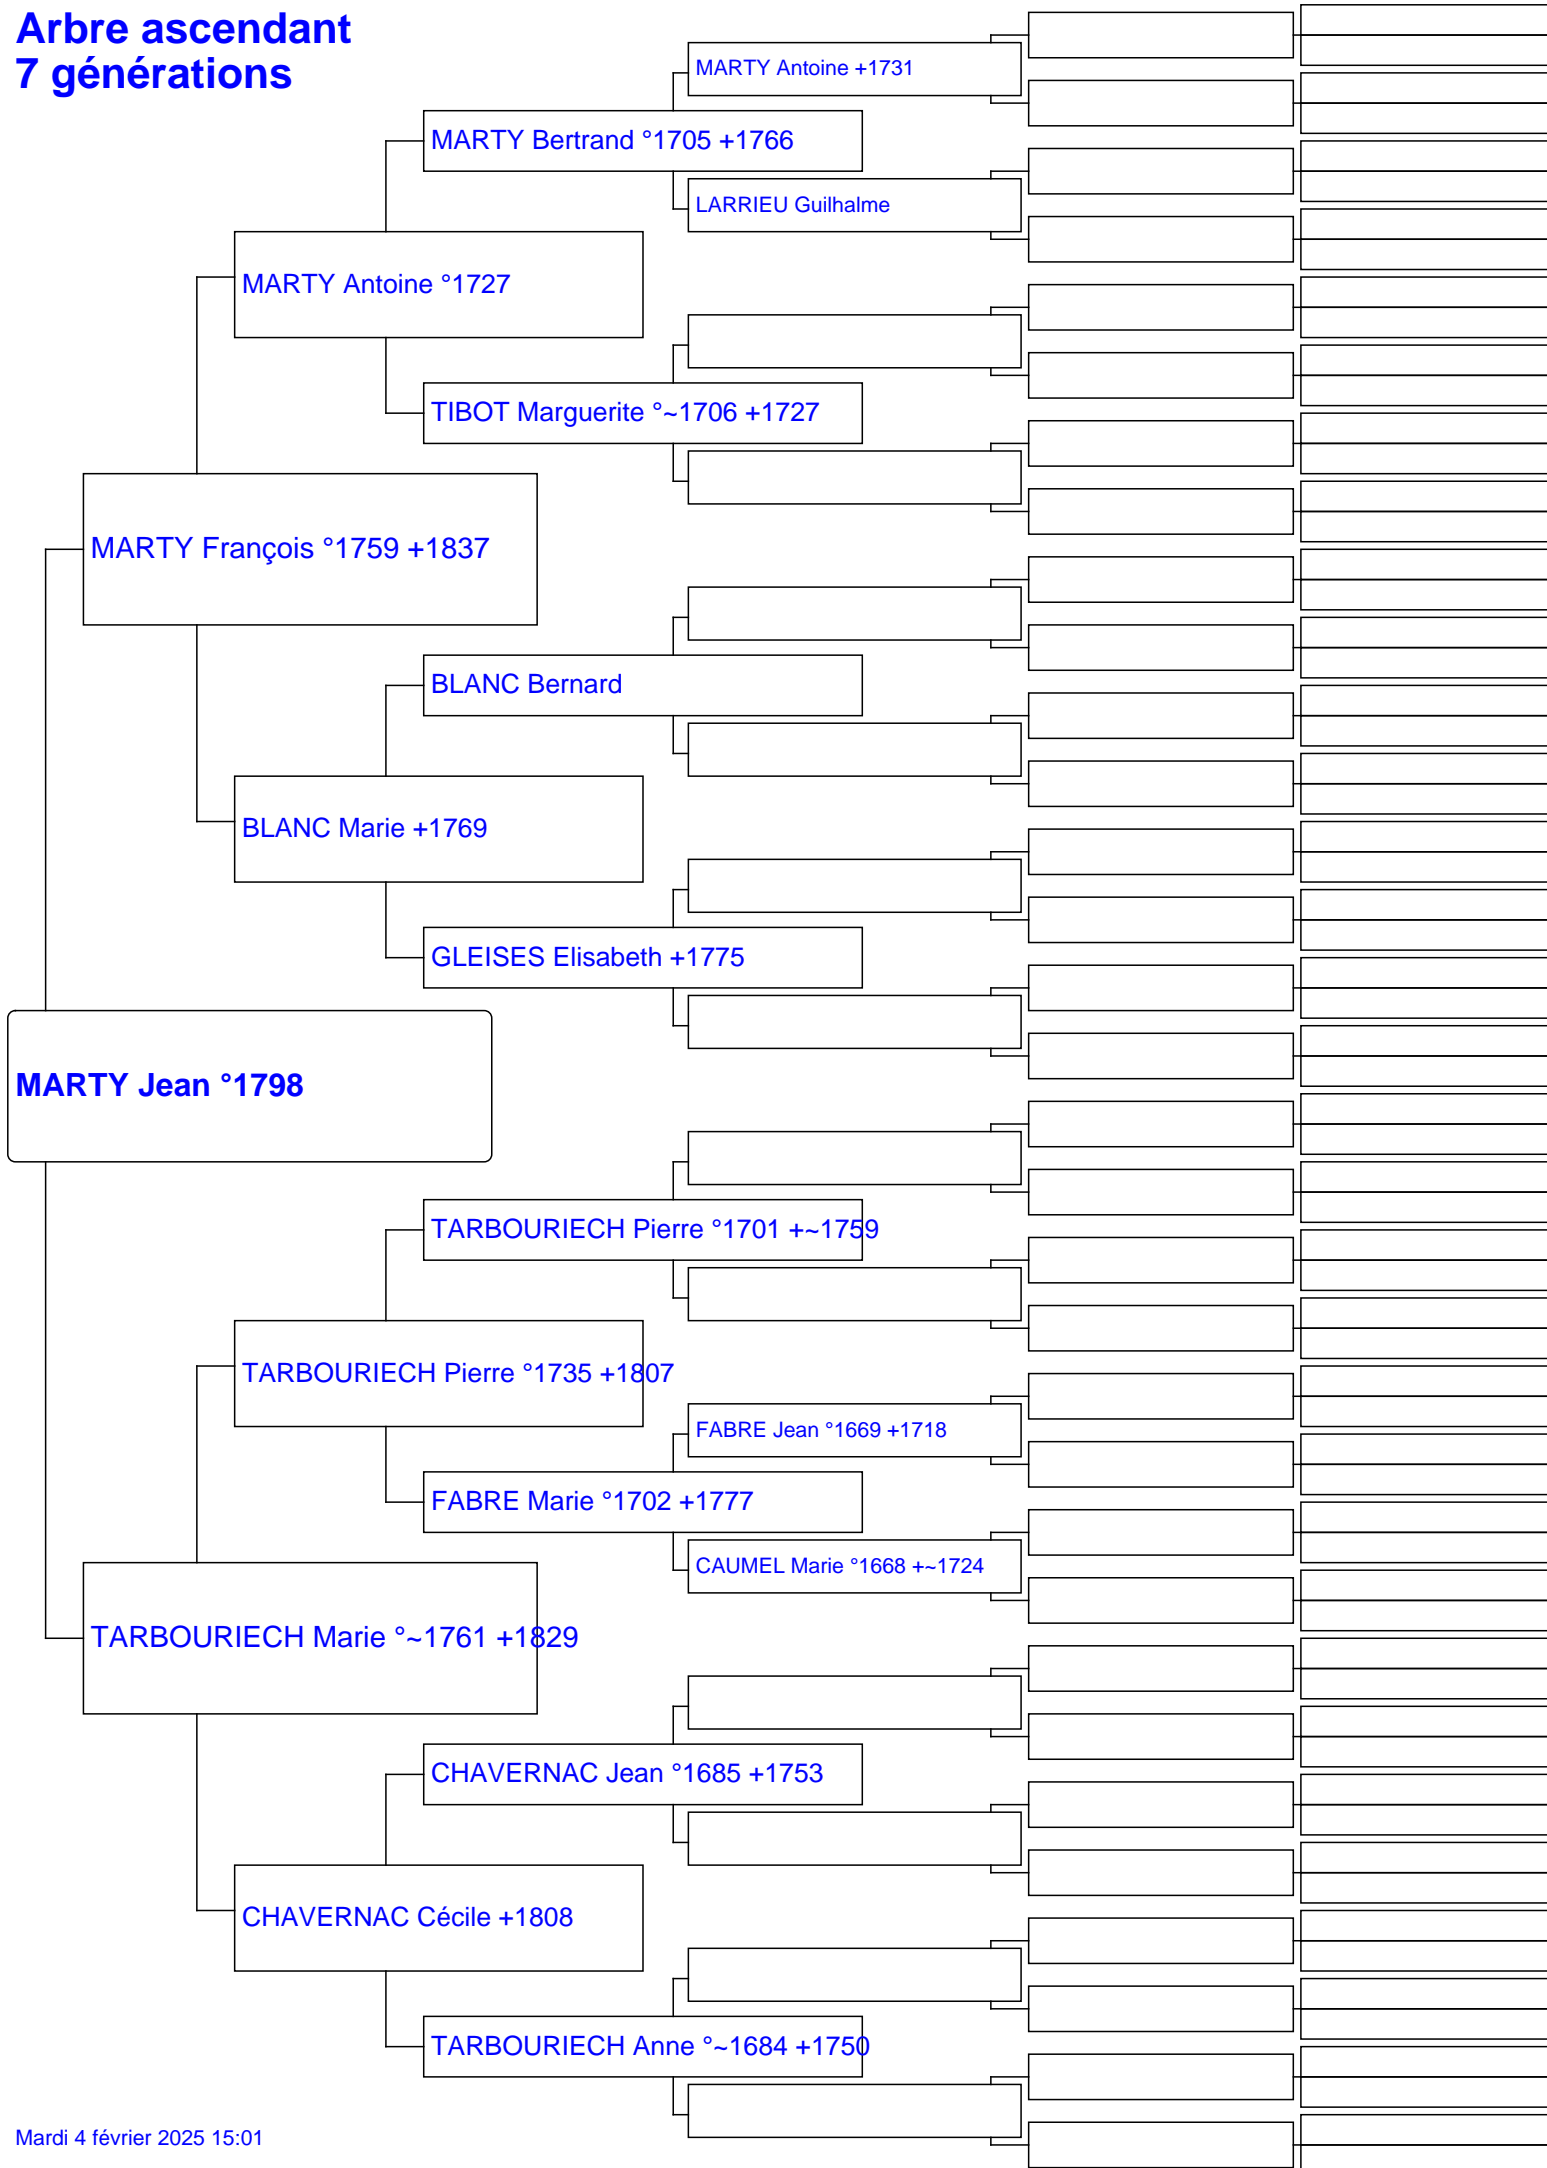 Arbre ascendant
7 générations
MARTY Antoine +1731
MARTY Bertrand °1705 +1766
LARRIEU Guilhalme
MARTY Antoine °1727
TIBOT Marguerite °~1706 +1727
MARTY François °1759 +1837
BLANC Bernard
BLANC Marie +1769
GLEISES Elisabeth +1775
MARTY Jean °1798
TARBOURIECH Pierre °1701 +~1759
TARBOURIECH Pierre °1735 +1807
FABRE Jean °1669 +1718
FABRE Marie °1702 +1777
CAUMEL Marie °1668 +~1724
TARBOURIECH Marie °~1761 +1829
CHAVERNAC Jean °1685 +1753
CHAVERNAC Cécile +1808
TARBOURIECH Anne °~1684 +1750
Mardi 4 février 2025 15:01